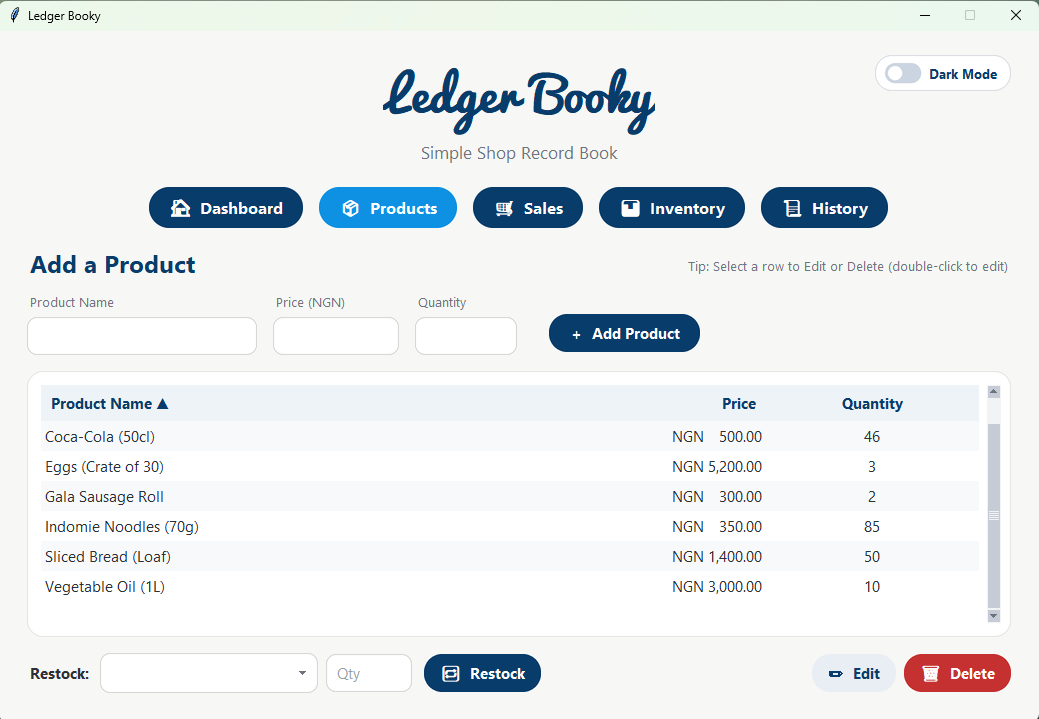 Ledger Booky
Dark Mode
Ledger Booky
Simple Shop Record Book
Dashboard Products Sales Inventory History
Add a Product
Tip: Select a row to Edit or Delete (double-click to edit)
Product Name Price (NGN) Quantity
+ Add Product
Product Name ▲ Price Quantity
Coca-Cola (50cl) NGN 500.00 46
Eggs (Crate of 30) NGN 5,200.00 3
Gala Sausage Roll NGN 300.00 2
Indomie Noodles (70g) NGN 350.00 85
Sliced Bread (Loaf) NGN 1,400.00 50
Vegetable Oil (1L) NGN 3,000.00 10
Restock: Qty Restock Edit Delete